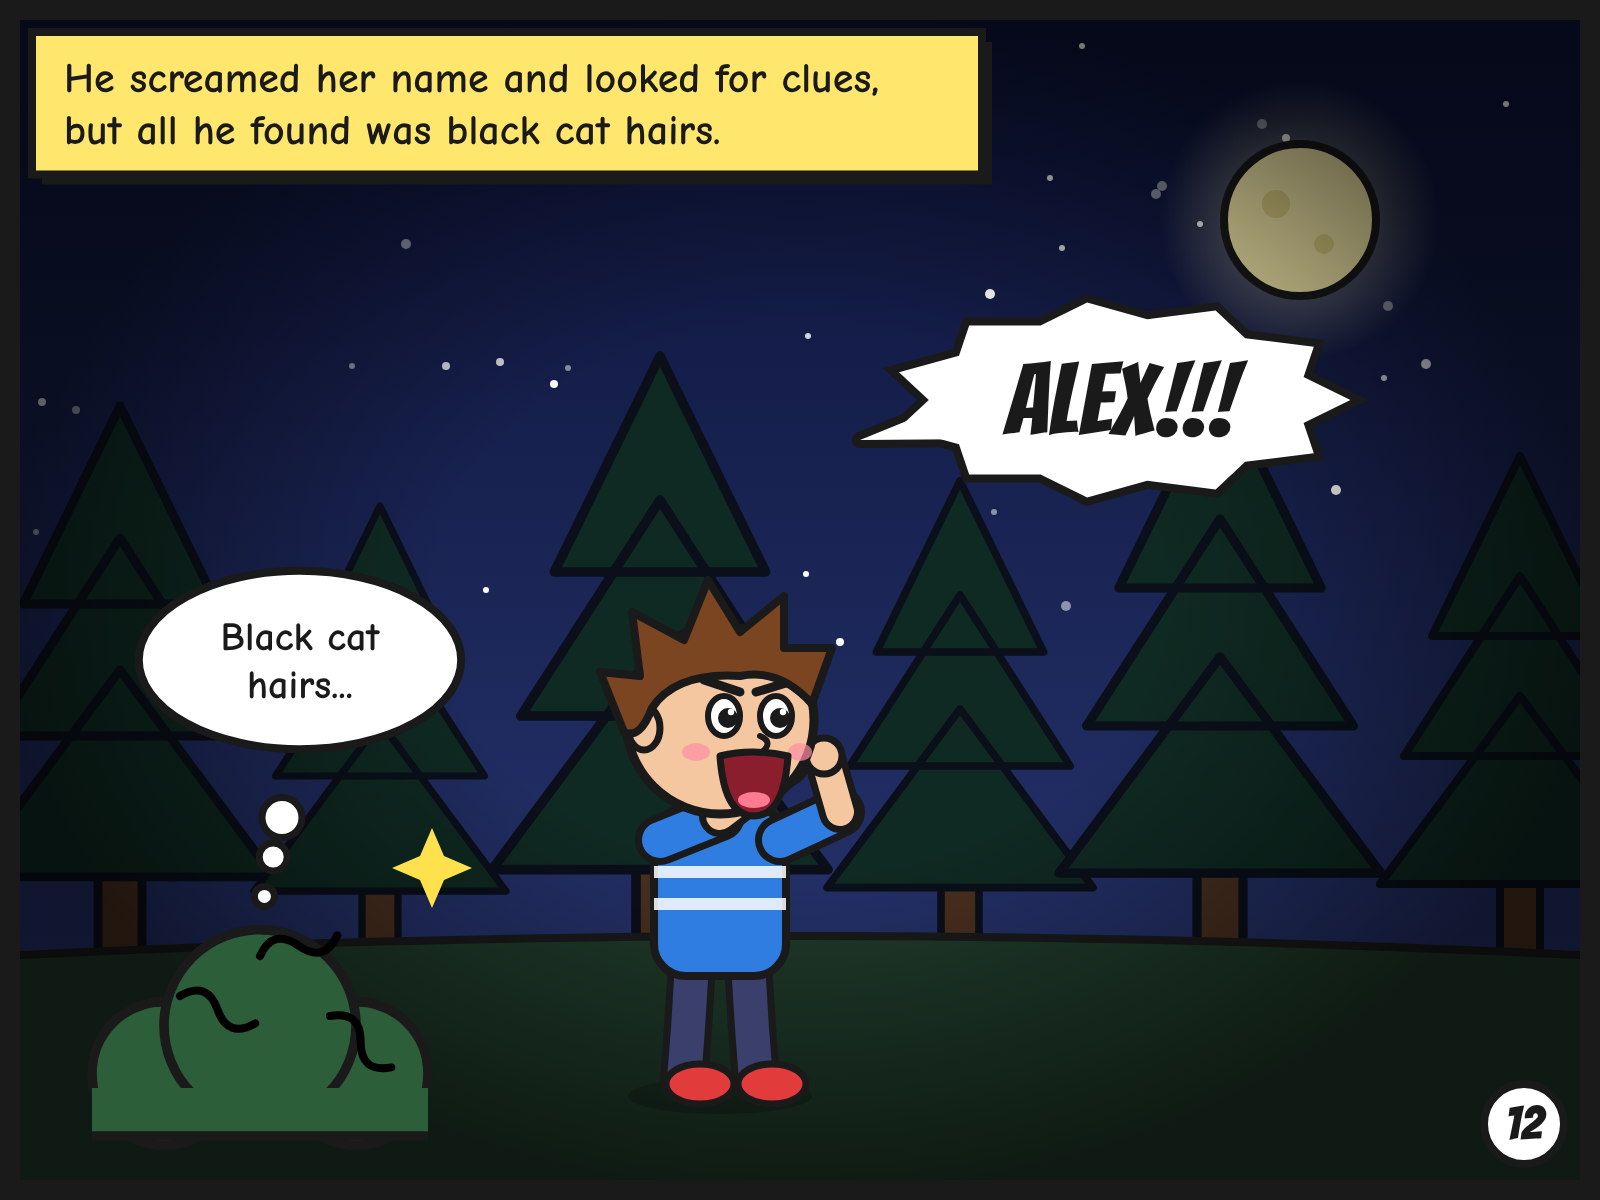 He screamed her name and looked for clues,
but all he found was black cat hairs.
ALEX!!!
Black cat
hairs...
12